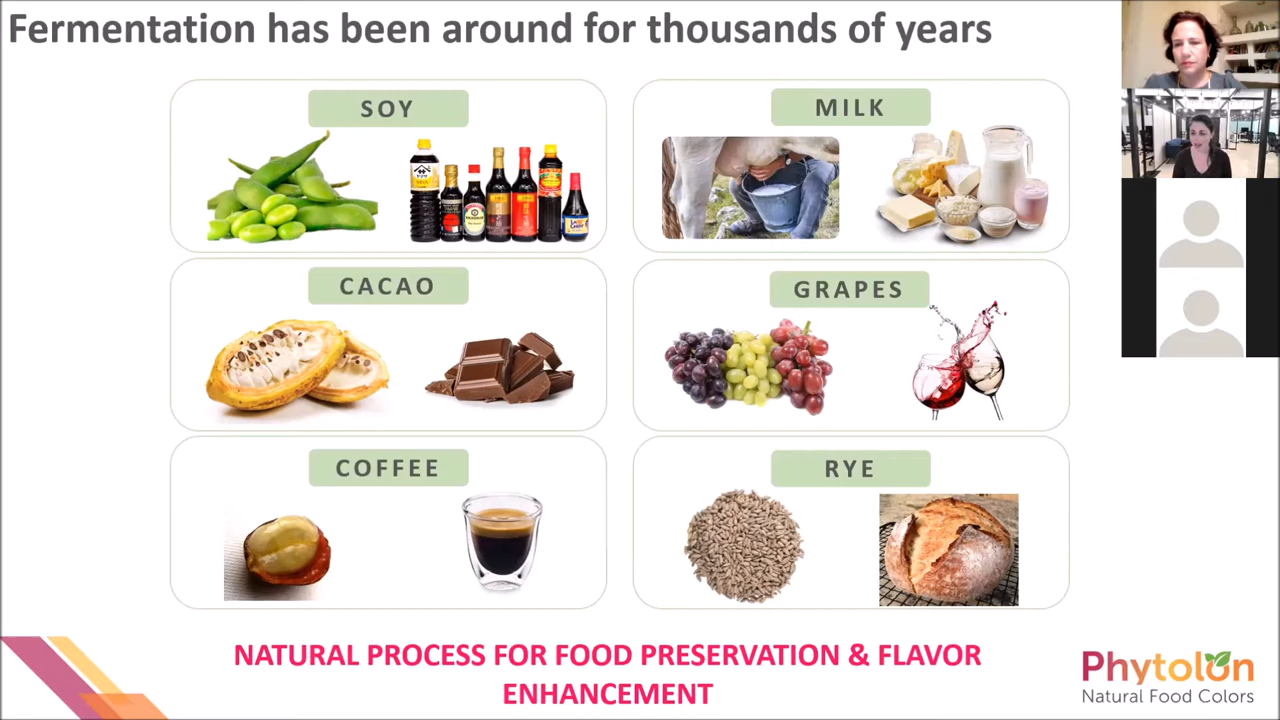 Fermentation has been around for thousands of years
SOY
MILK
CACAO
GRAPES
COFFEE
RYE
NATURAL PROCESS FOR FOOD PRESERVATION & FLAVOR
ENHANCEMENT
Phytolon
Natural Food Colors